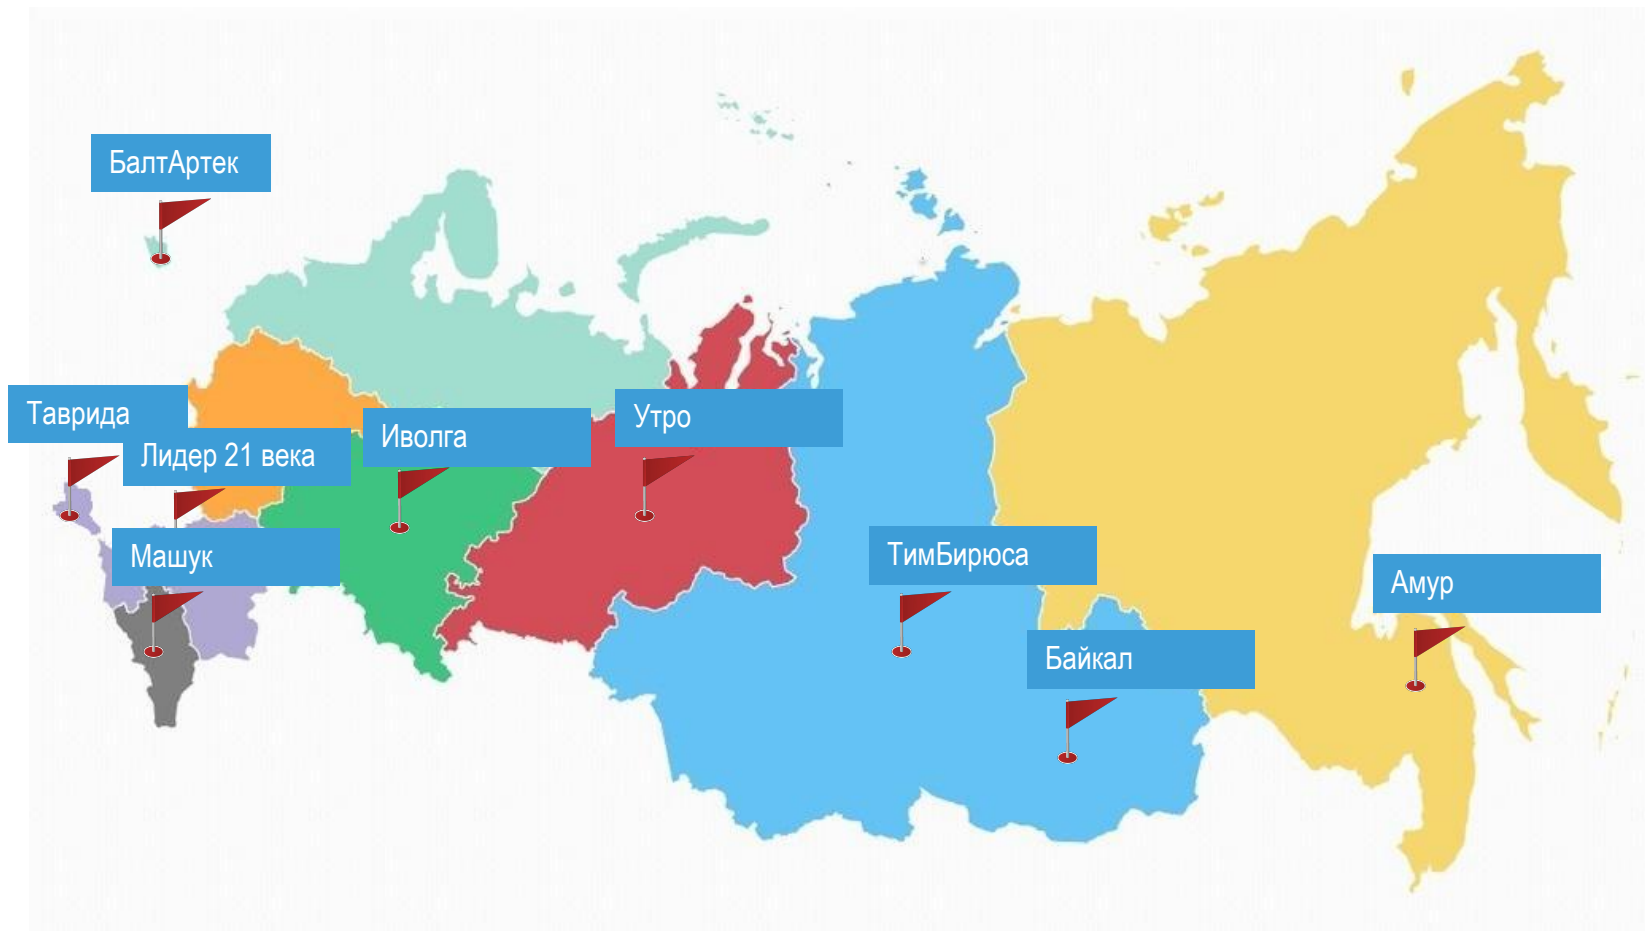 БалтАртек
Таврида
Лидер 21 века
Иволга
Утро
Машук
ТимБирюса
Амур
Байкал